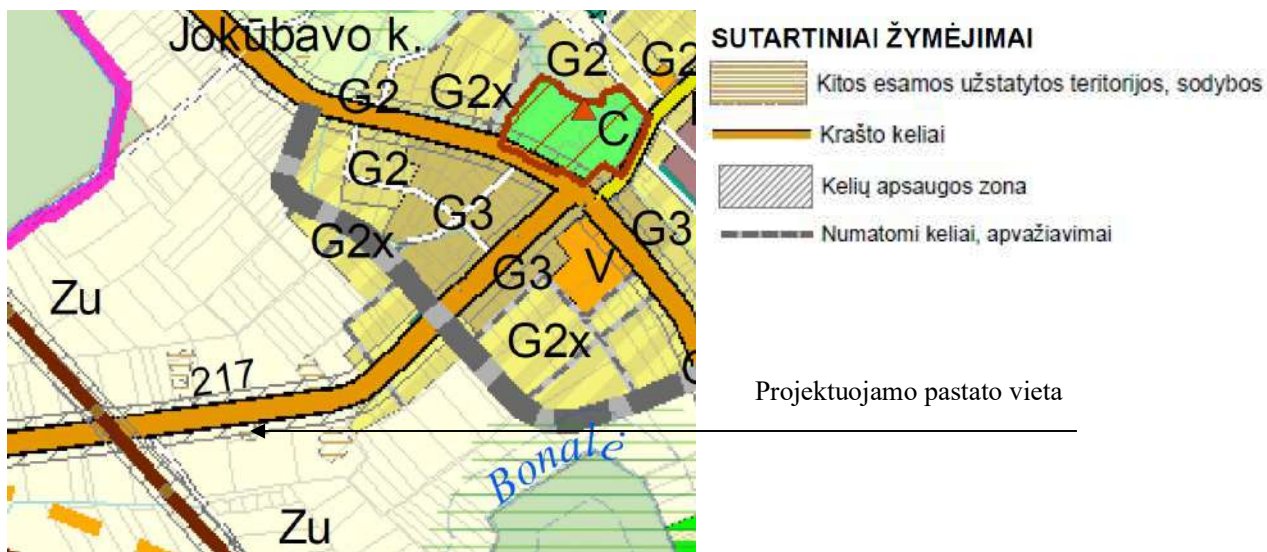 Jokūbavo k.
G2
G2
G2
G2x
C
G2
G3
G3
G2x
G3
V
Zu
G2x
217
Bonalė
Zu
SUTARTINIAI ŽYMĖJIMAI
Kitos esamos užstatytos teritorijos, sodybos
Krašto keliai
Kelių apsaugos zona
Numatomi keliai, apvažiavimai
Projektuojamo pastato vieta